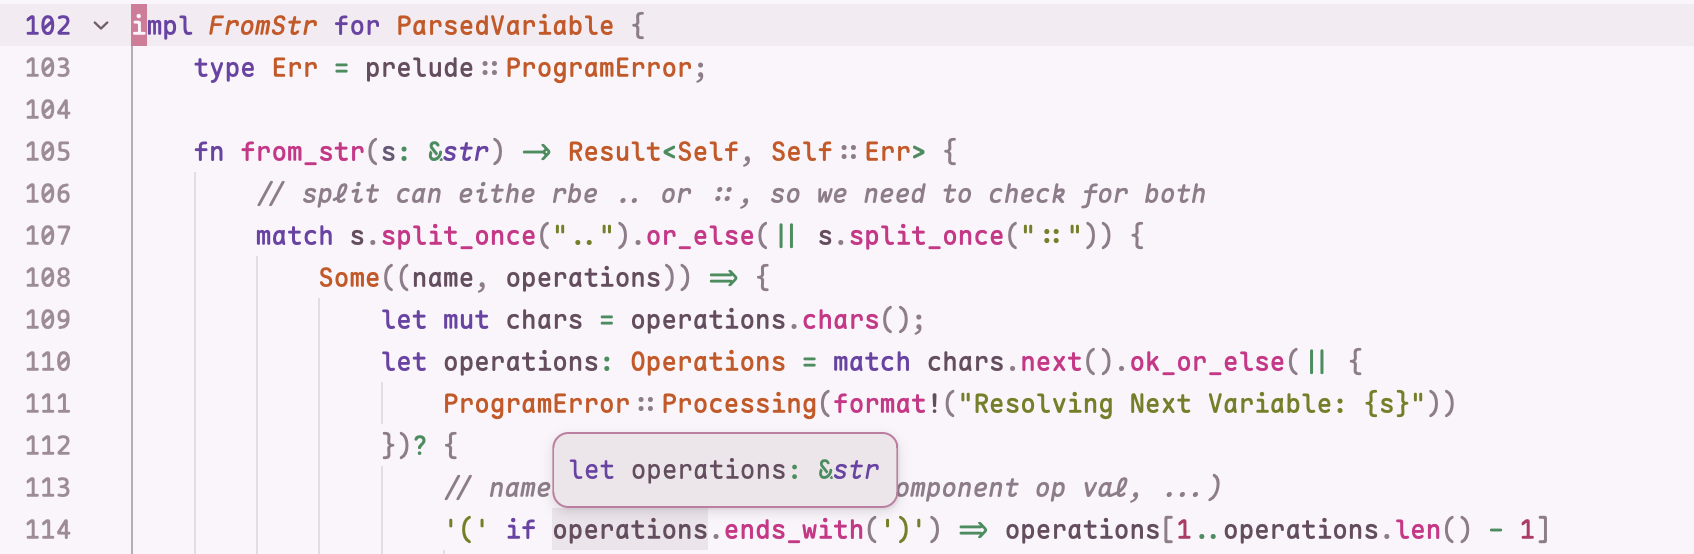 102 impl FromStr for ParsedVariable {
103 type Err = prelude::ProgramError;
104
105 fn from_str(s: &str) -> Result<Self, Self::Err> {
106 // split can eithe rbe .. or ::, so we need to check for both
107 match s.split_once("..").or_else(|| s.split_once("::")) {
108 Some((name, operations)) => {
109 let mut chars = operations.chars();
110 let operations: Operations = match chars.next().ok_or_else(|| {
111 ProgramError::Processing(format!("Resolving Next Variable: {s}"))
112 })? {
let operations: &str
113 // name omponent op val, ...)
114 '(' if operations.ends_with(')') => operations[1..operations.len() - 1]